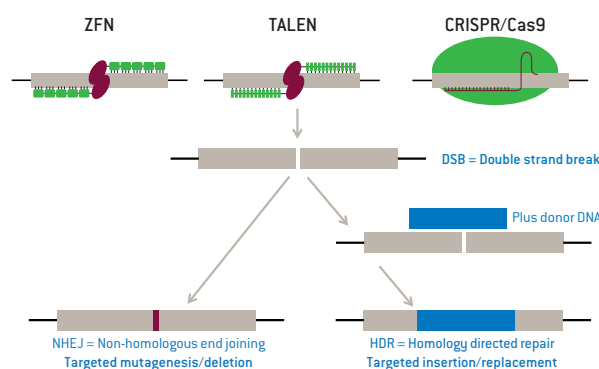 ZFN
TALEN
CRISPR/Cas9
DSB = Double strand break
Plus donor DNA
NHEJ = Non-homologous end joining
Targeted mutagenesis/deletion
HDR = Homology directed repair
Targeted insertion/replacement